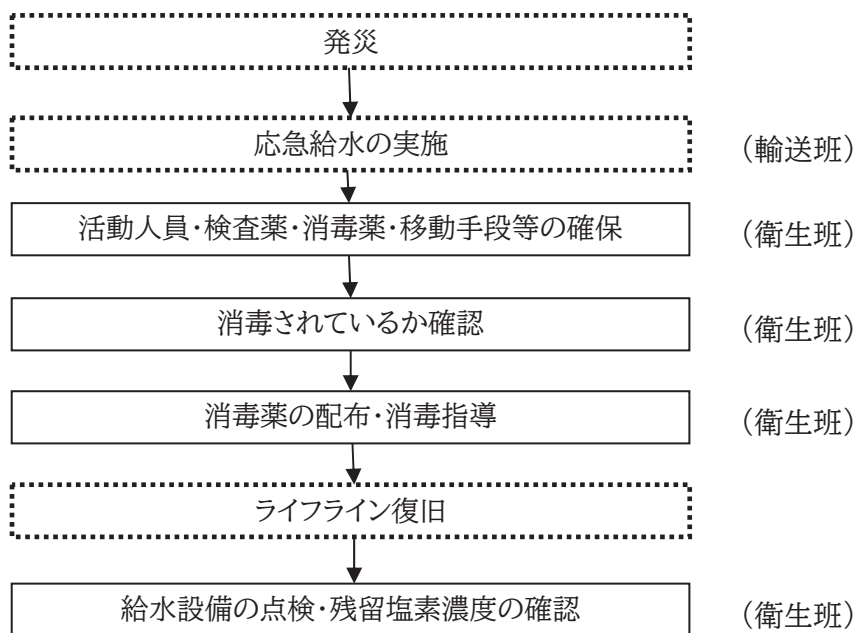 発災
応急給水の実施 （輸送班）
活動人員・検査薬・消毒薬・移動手段等の確保 （衛生班）
消毒されているか確認 （衛生班）
消毒薬の配布・消毒指導 （衛生班）
ライフライン復旧
給水設備の点検・残留塩素濃度の確認 （衛生班）